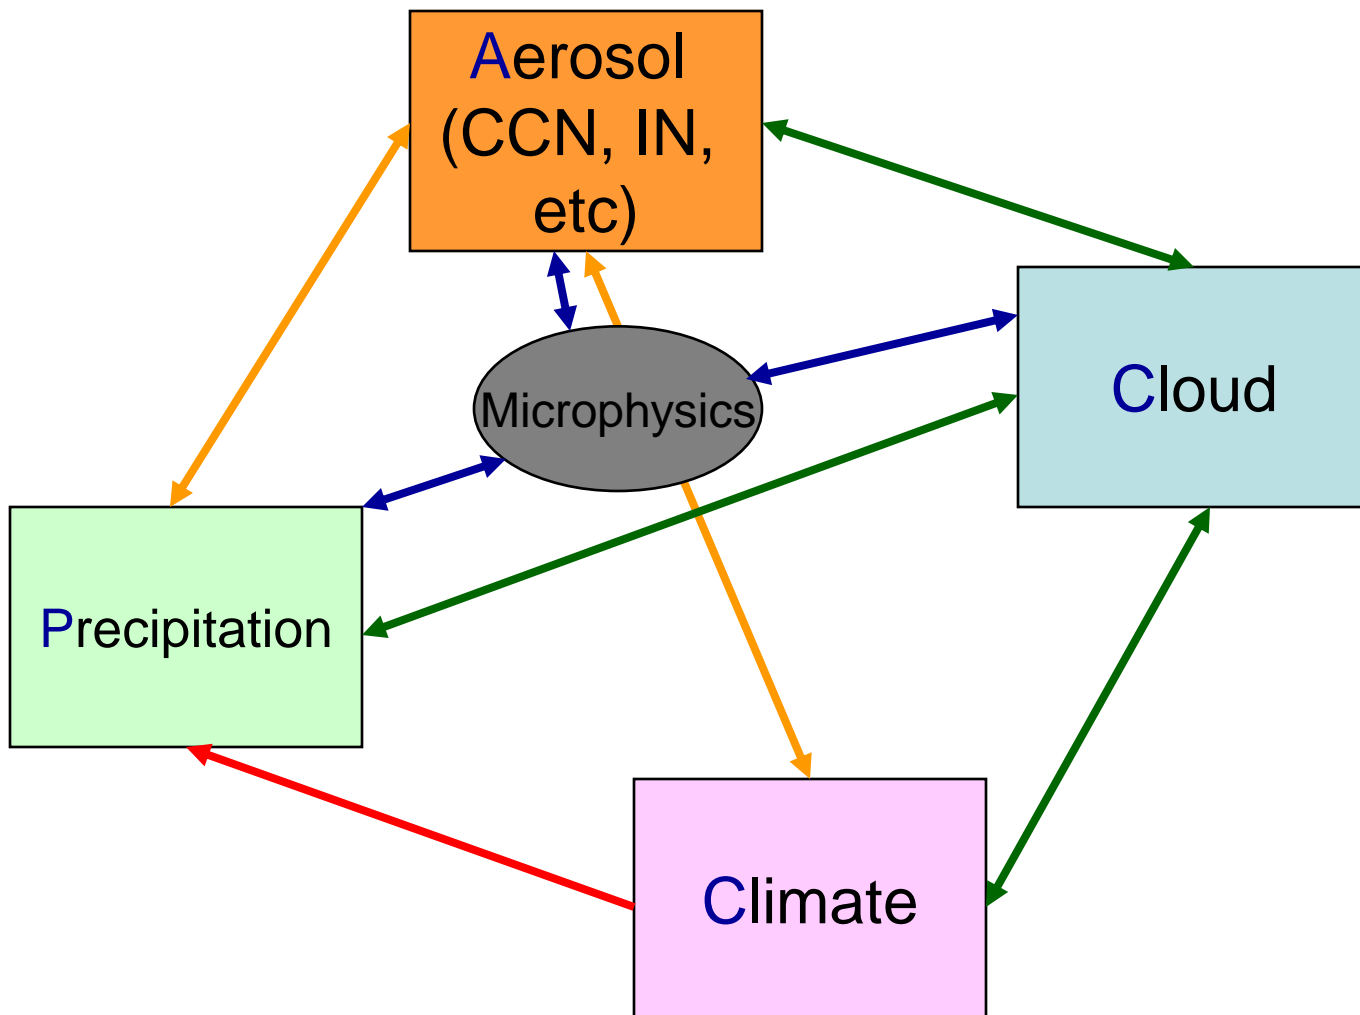 Aerosol
(CCN, IN,
etc)
Microphysics
Cloud
Precipitation
Climate